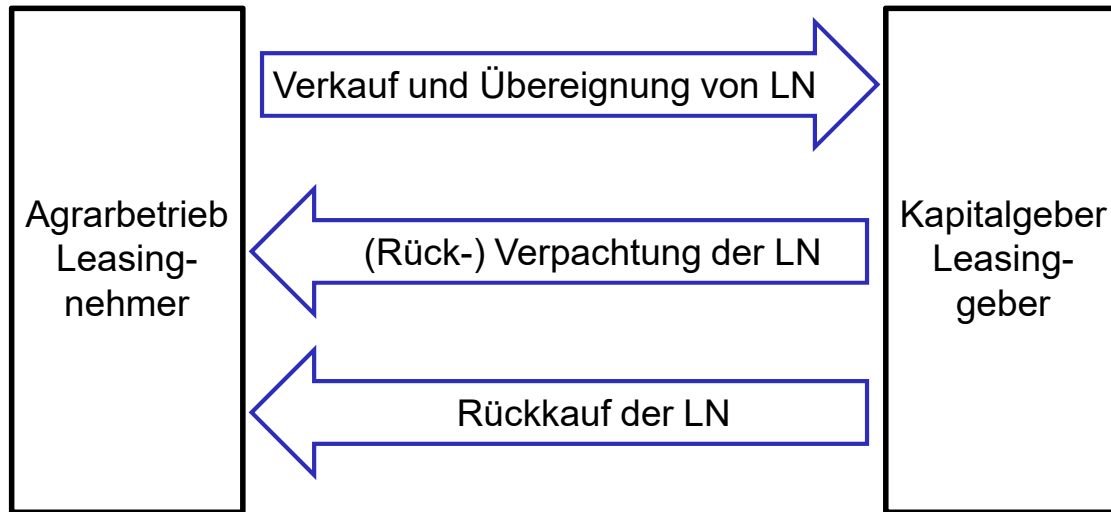 Verkauf und Übereignung von LN
Agrarbetrieb
Leasing-
nehmer
(Rück-) Verpachtung der LN
Kapitalgeber
Leasing-
geber
Rückkauf der LN